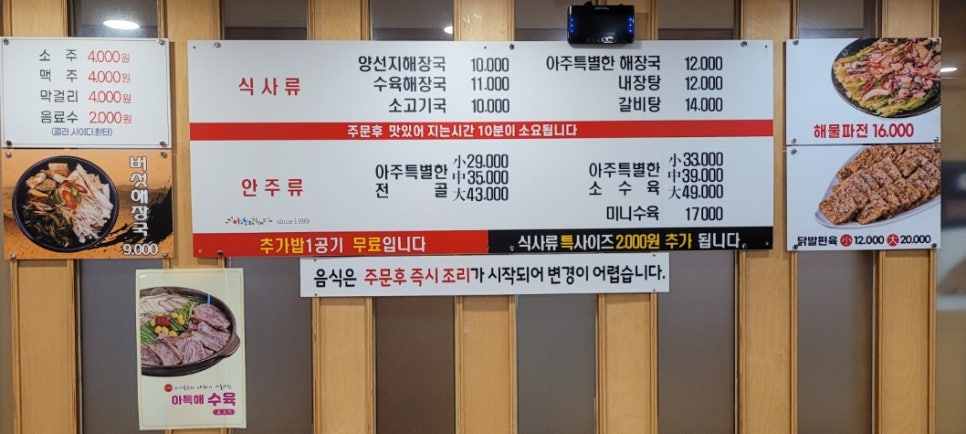 소 주 4.000원
맥 주 4.000원
막걸리 4.000원
음료수 2.000원
(콜라,사이다,환타)
버섯해장국
9.000
식사류
양선지해장국 10.000
수육해장국 11.000
소고기국 10.000
아주특별한 해장국 12.000
내장탕 12.000
갈비탕 14.000
주문후 맛있어 지는시간 10분이 소요됩니다
안주류
since 1999
아주특별한 전골
小 29.000
中 35.000
大 43.000
아주특별한 소수육
小 33.000
中 39.000
大 49.000
미니수육 17 000
추가밥1공기 무료입니다
식사류 특사이즈 2.000원 추가 됩니다
음식은 주문후 즉시 조리가 시작되어 변경이 어렵습니다.
해물파전 16.000
닭발편육 小 12.000 大 20.000
아특해 수육